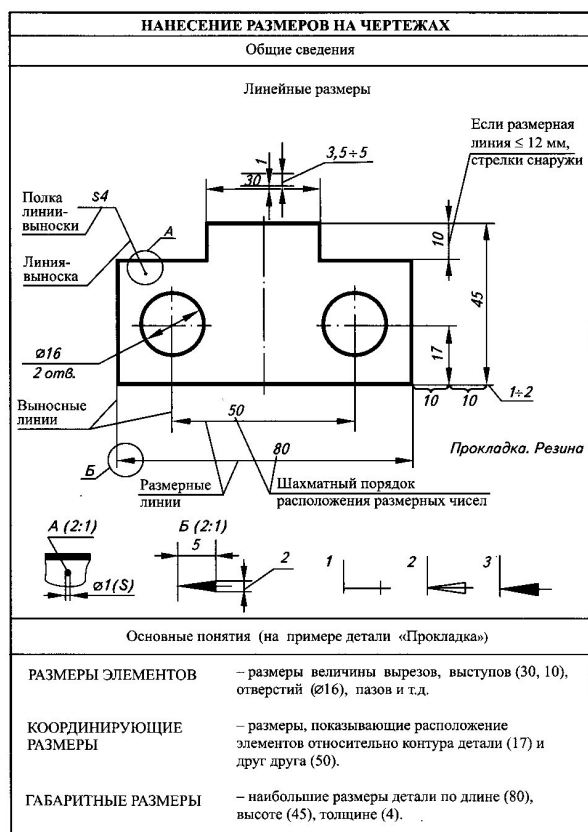 НАНЕСЕНИЕ РАЗМЕРОВ НА ЧЕРТЕЖАХ
Общие сведения
Линейные размеры
Если размерная
линия ≤ 12 мм,
стрелки снаружи
1
3,5÷5
30
Полка
линии-
выноски
s4
А
Линия-
выноска
10
45
17
⌀16
2 отв.
Выносные
линии
50
10
10
1÷2
80
Прокладка. Резина
Б
Размерные
линии
Шахматный порядок
расположения размерных чисел
А (2:1)
⌀1(S)
Б (2:1)
5
2
1
2
3
Основные понятия (на примере детали «Прокладка»)
РАЗМЕРЫ ЭЛЕМЕНТОВ
– размеры величины вырезов, выступов (30, 10),
отверстий (⌀16), пазов и т.д.
КООРДИНИРУЮЩИЕ
РАЗМЕРЫ
– размеры, показывающие расположение
элементов относительно контура детали (17) и
друг друга (50).
ГАБАРИТНЫЕ РАЗМЕРЫ
– наибольшие размеры детали по длине (80),
высоте (45), толщине (4).